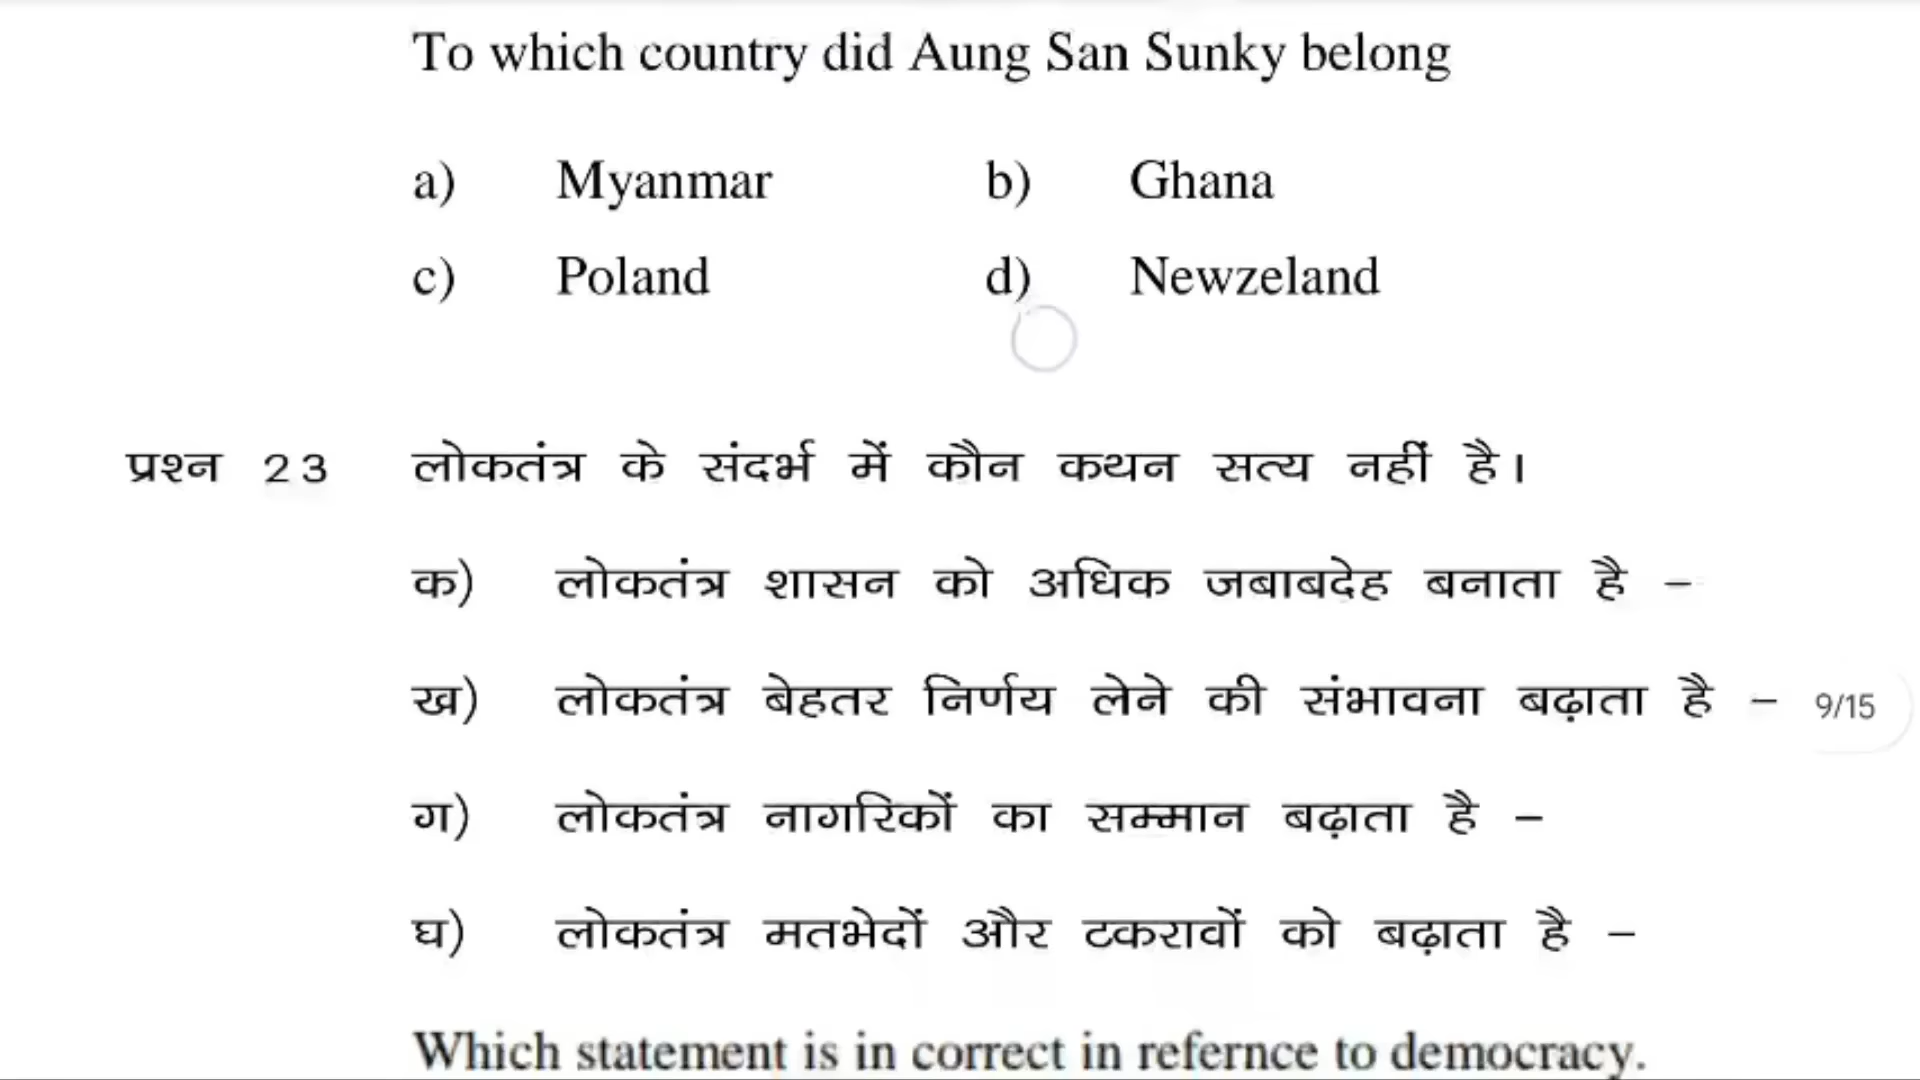 To which country did Aung San Sunky belong
a) Myanmar b) Ghana
c) Poland d) Newzeland
प्रश्न 23 लोकतंत्र के संदर्भ में कौन कथन सत्य नहीं है।
क) लोकतंत्र शासन को अधिक जबाबदेह बनाता है –
ख) लोकतंत्र बेहतर निर्णय लेने की संभावना बढ़ाता है –
9/15
ग) लोकतंत्र नागरिकों का सम्मान बढ़ाता है –
घ) लोकतंत्र मतभेदों और टकरावों को बढ़ाता है –
Which statement is in correct in refernce to democracy.